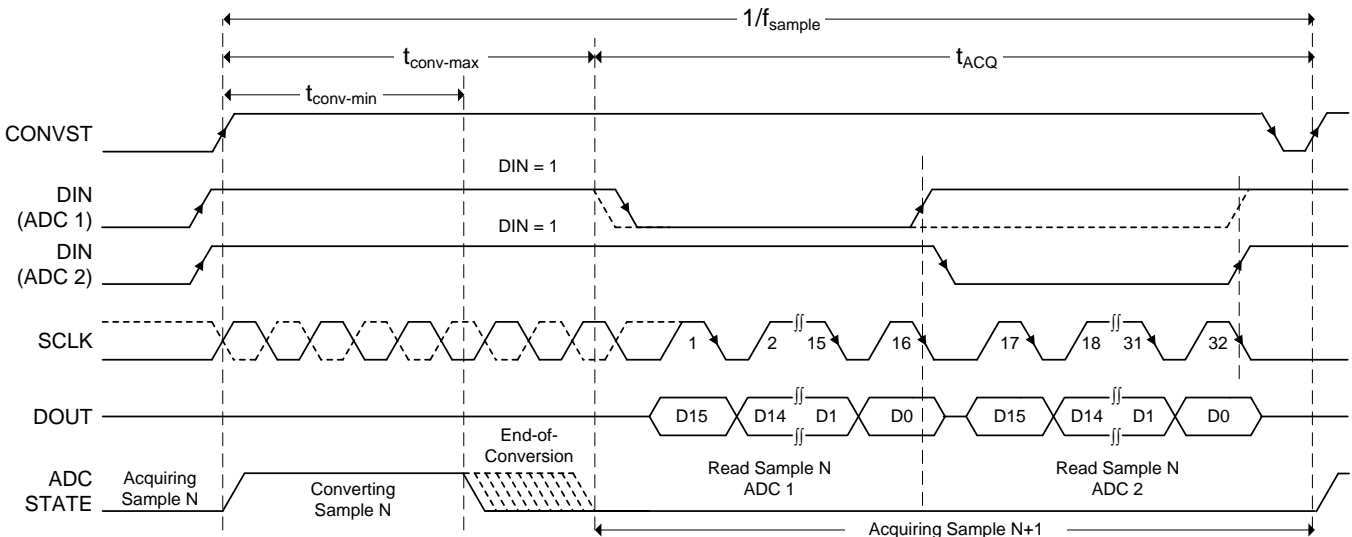 1/fsample
tconv-max
tACQ
tconv-min
CONVST
DIN = 1
DIN
(ADC 1)
DIN = 1
DIN
(ADC 2)
SCLK
1 2 15 16 17 18 31 32
DOUT
D15 D14 D1 D0 D15 D14 D1 D0
End-of-
Conversion
ADC
STATE
Acquiring
Sample N
Converting
Sample N
Read Sample N
ADC 1
Read Sample N
ADC 2
Acquiring Sample N+1